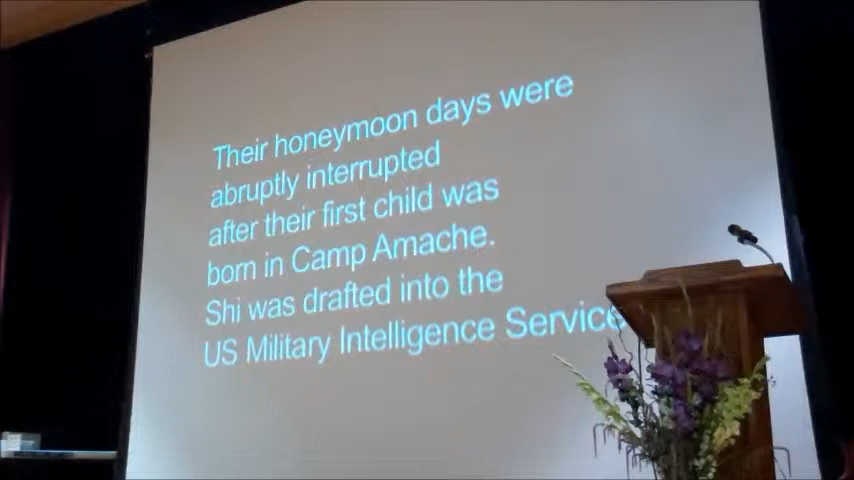 Their honeymoon days were
abruptly interrupted
after their first child was
born in Camp Amache.
Shi was drafted into the
US Military Intelligence Service